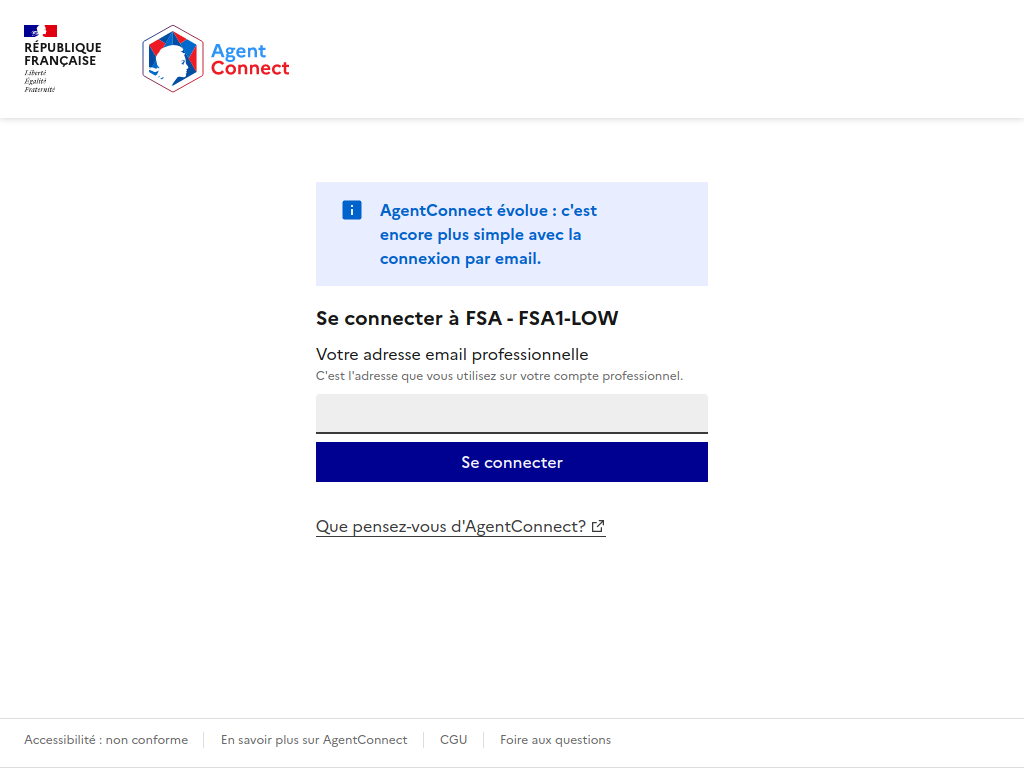 RÉPUBLIQUE
FRANÇAISE
Liberté
Égalité
Fraternité
Agent
Connect
AgentConnect évolue : c'est
encore plus simple avec la
connexion par email.
Se connecter à FSA - FSA1-LOW
Votre adresse email professionnelle
C'est l'adresse que vous utilisez sur votre compte professionnel.
Se connecter
Que pensez-vous d'AgentConnect?
Accessibilité : non conforme
En savoir plus sur AgentConnect
CGU
Foire aux questions